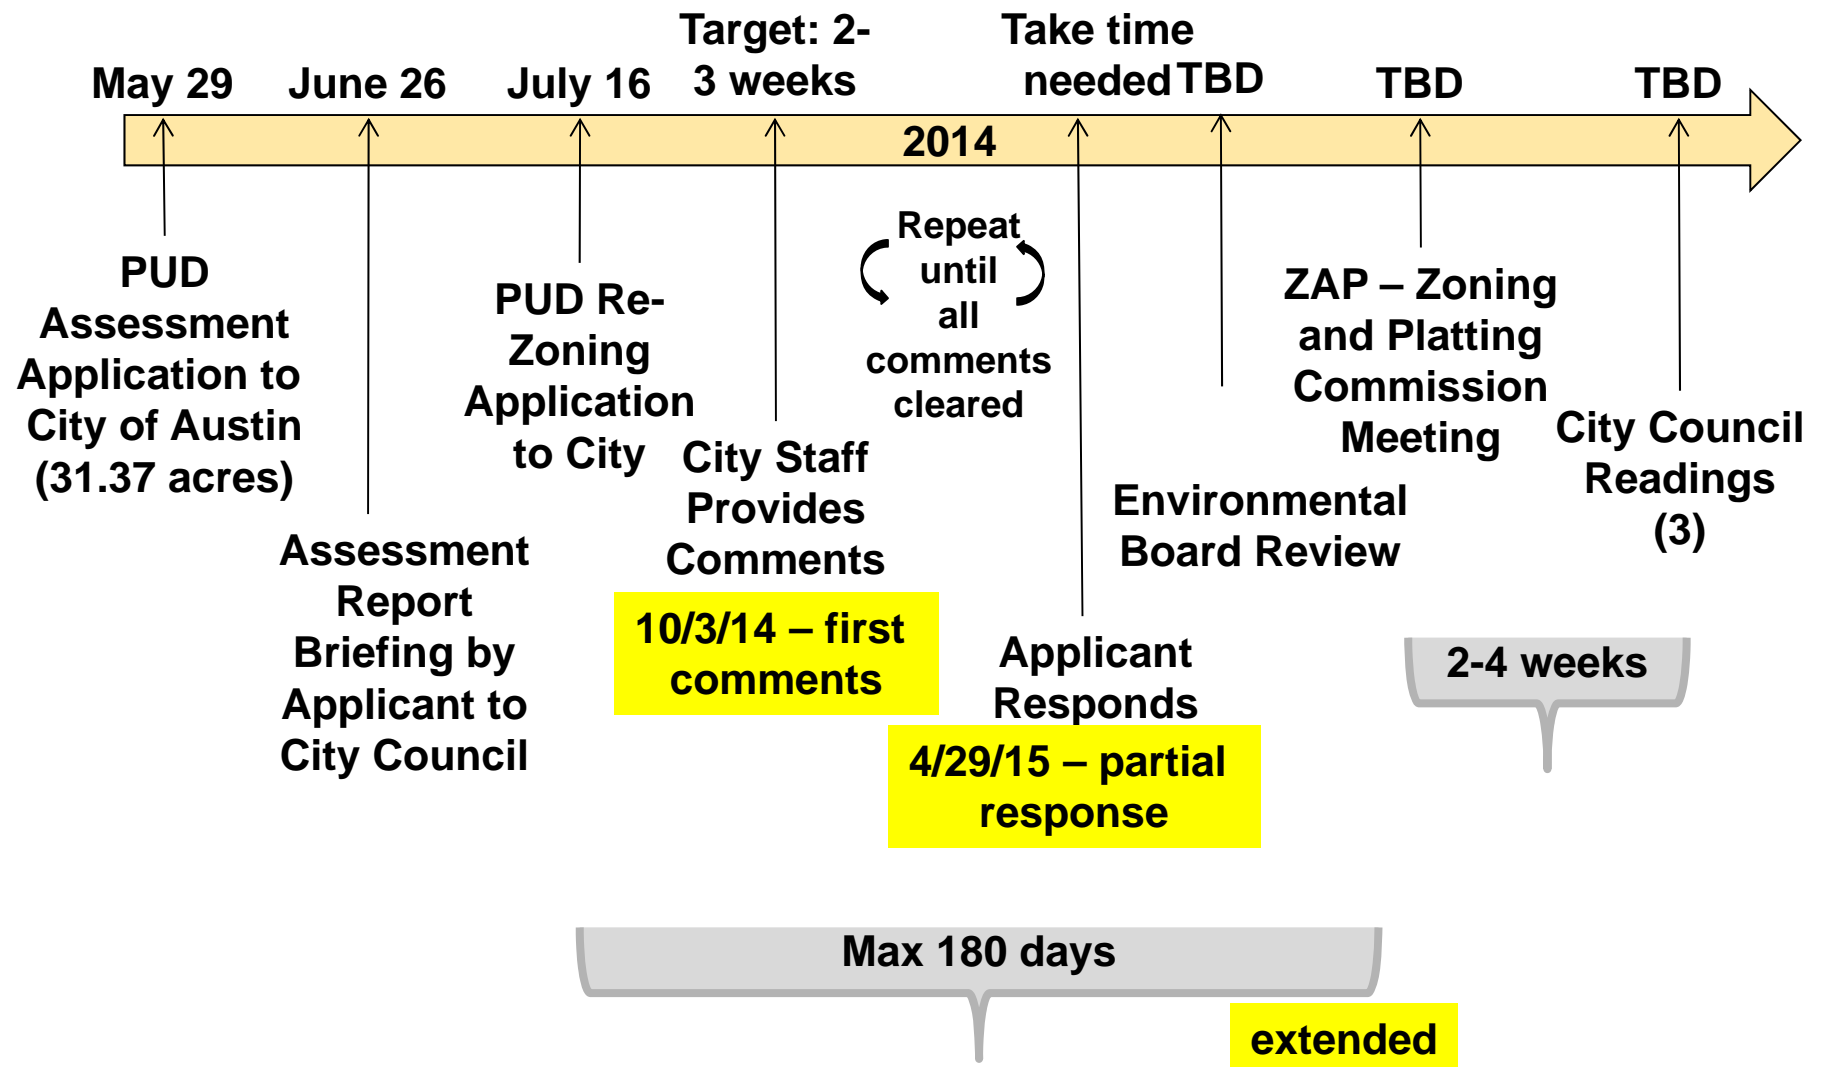 May 29
June 26
July 16
Target: 2-
3 weeks
Take time
needed
TBD
TBD
TBD
2014
PUD
Assessment
Application to
City of Austin
(31.37 acres)
Assessment
Report
Briefing by
Applicant to
City Council
PUD Re-
Zoning
Application
to City
City Staff
Provides
Comments
10/3/14 – first
comments
Repeat
until
all
comments
cleared
Applicant
Responds
4/29/15 – partial
response
Environmental
Board Review
ZAP – Zoning
and Platting
Commission
Meeting
City Council
Readings
(3)
2-4 weeks
Max 180 days
extended